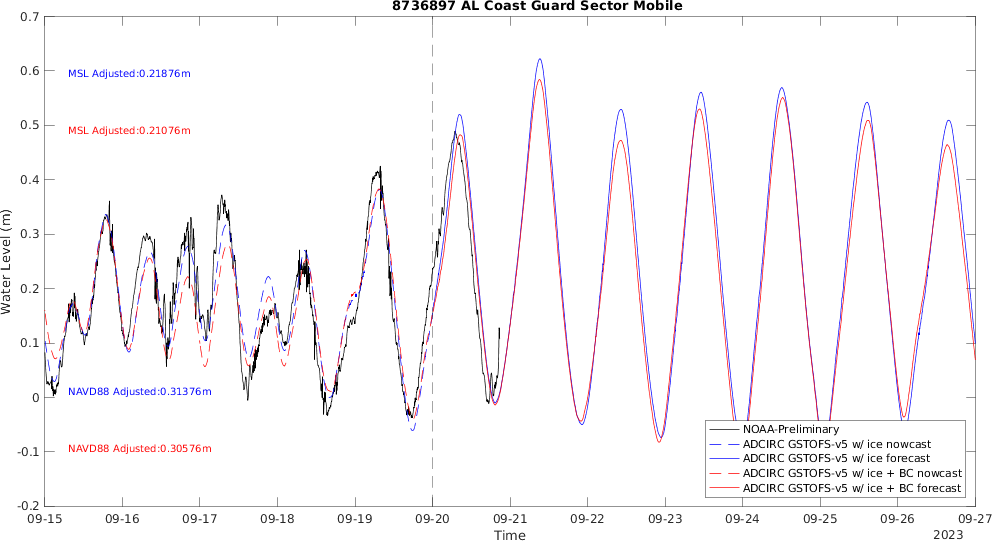 8736897 AL Coast Guard Sector Mobile
0.7
0.6
0.5
0.4
0.3
0.2
0.1
0
-0.1
-0.2
Water Level (m)
MSL Adjusted:0.21876m
MSL Adjusted:0.21076m
NAVD88 Adjusted:0.31376m
NAVD88 Adjusted:0.30576m
NOAA-Preliminary
ADCIRC GSTOFS-v5 w/ ice nowcast
ADCIRC GSTOFS-v5 w/ ice forecast
ADCIRC GSTOFS-v5 w/ ice + BC nowcast
ADCIRC GSTOFS-v5 w/ ice + BC forecast
09-15 09-16 09-17 09-18 09-19 09-20 09-21 09-22 09-23 09-24 09-25 09-26 09-27
Time
2023